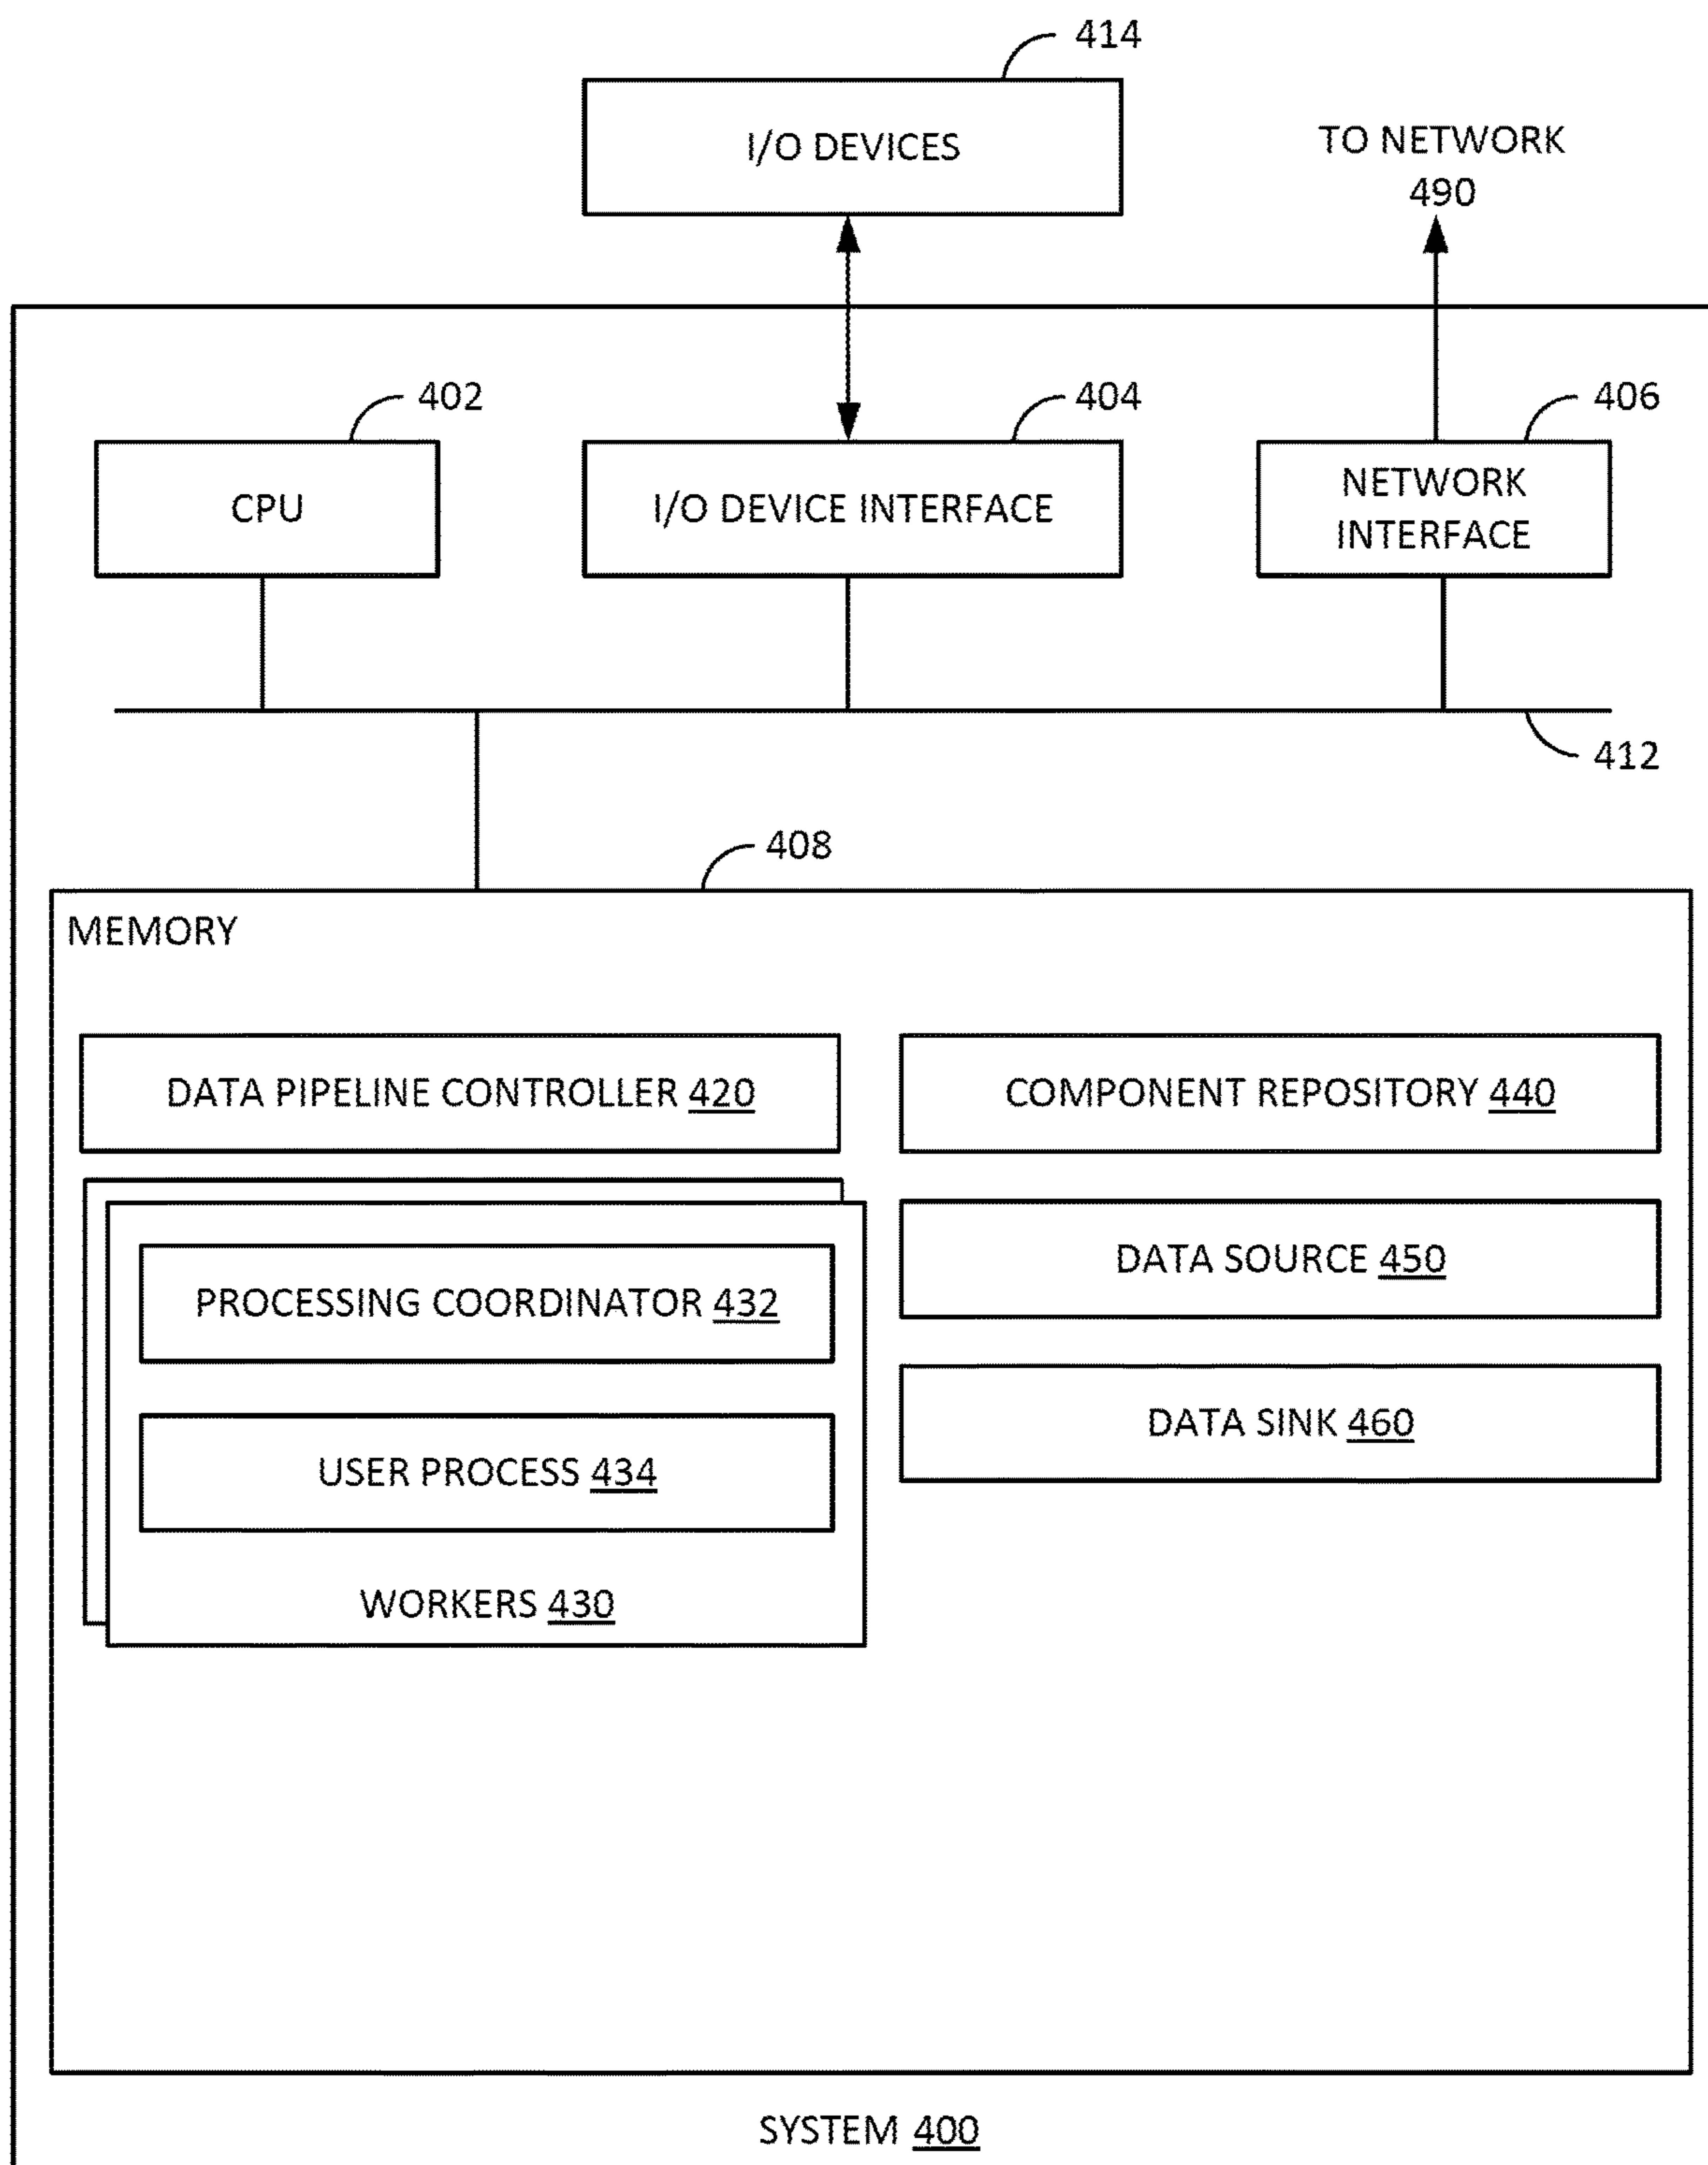 414
I/O DEVICES
TO NETWORK
490
402
404
406
CPU
I/O DEVICE INTERFACE
NETWORK
INTERFACE
412
408
MEMORY
DATA PIPELINE CONTROLLER 420
COMPONENT REPOSITORY 440
PROCESSING COORDINATOR 432
DATA SOURCE 450
USER PROCESS 434
DATA SINK 460
WORKERS 430
SYSTEM 400